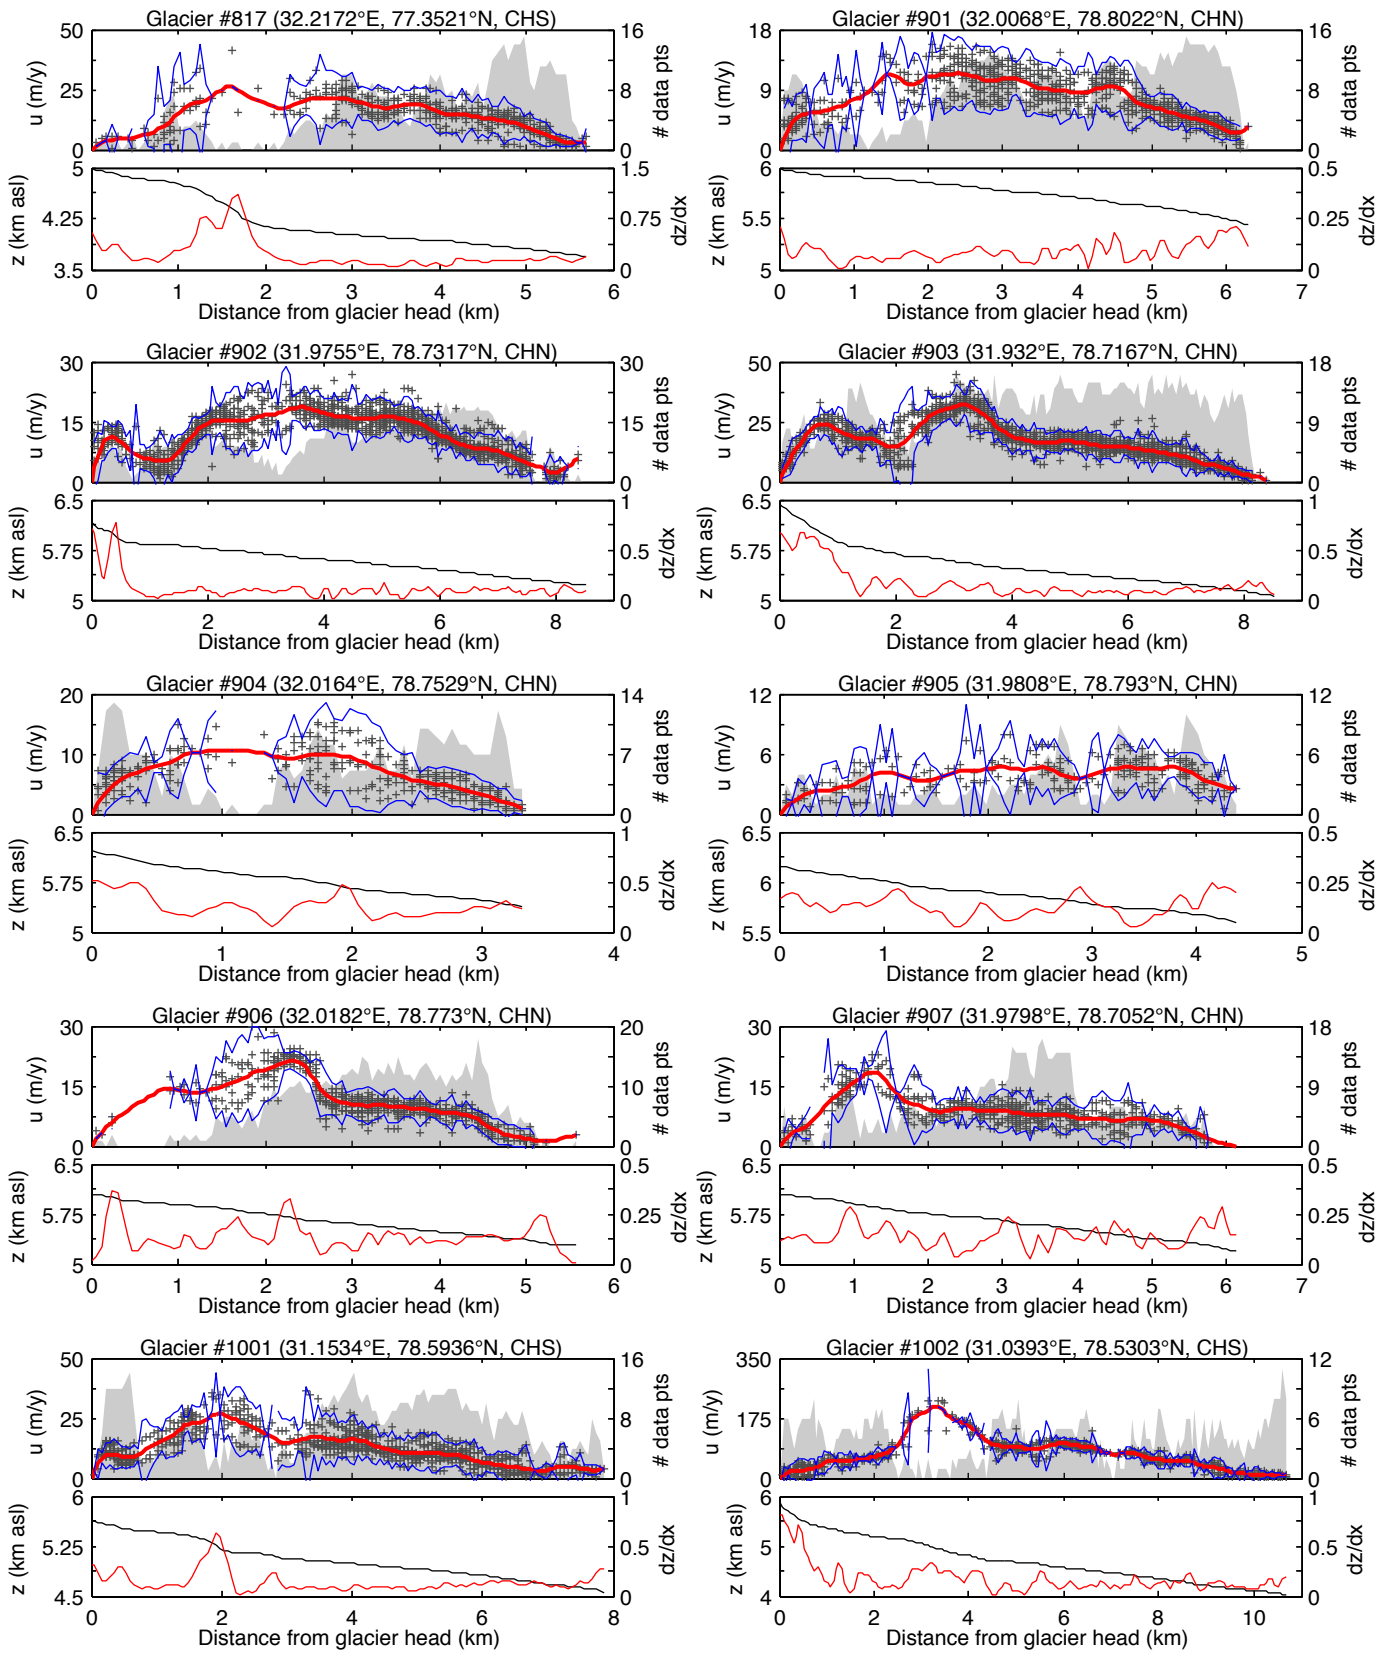 Glacier #817 (32.2172°E, 77.3521°N, CHS)
50
25
0
u (m/y)
16
8
0
# data pts
5
4.25
3.5
z (km asl)
1.5
0.75
0
0 1 2 3 4 5 6
Distance from glacier head (km)
Glacier #901 (32.0068°E, 78.8022°N, CHN)
18
9
0
u (m/y)
16
8
0
# data pts
6
5.5
5
z (km asl)
0.5
0.25
0
dz/dx
0 1 2 3 4 5 6 7
Distance from glacier head (km)
Glacier #902 (31.9755°E, 78.7317°N, CHN)
30
15
0
u (m/y)
30
15
0
# data pts
6.5
5.75
5
z (km asl)
1
0.5
0
dz/dx
0 2 4 6 8
Distance from glacier head (km)
Glacier #903 (31.932°E, 78.7167°N, CHN)
50
25
0
u (m/y)
18
9
0
# data pts
6.5
5.75
5
z (km asl)
1
0.5
0
dz/dx
0 2 4 6 8
Distance from glacier head (km)
Glacier #904 (32.0164°E, 78.7529°N, CHN)
20
10
0
u (m/y)
14
7
0
# data pts
6.5
5.75
5
z (km asl)
1
0.5
0
dz/dx
0 1 2 3 4
Distance from glacier head (km)
Glacier #905 (31.9808°E, 78.793°N, CHN)
12
6
0
u (m/y)
12
6
0
# data pts
6.5
6
5.5
z (km asl)
0.5
0.25
0
dz/dx
0 1 2 3 4 5
Distance from glacier head (km)
Glacier #906 (32.0182°E, 78.773°N, CHN)
30
15
0
u (m/y)
20
10
0
# data pts
6.5
5.75
5
z (km asl)
0.5
0.25
0
dz/dx
0 1 2 3 4 5 6
Distance from glacier head (km)
Glacier #907 (31.9798°E, 78.7052°N, CHN)
30
15
0
u (m/y)
18
9
0
# data pts
6.5
5.75
5
z (km asl)
0.5
0.25
0
dz/dx
0 1 2 3 4 5 6 7
Distance from glacier head (km)
Glacier #1001 (31.1534°E, 78.5936°N, CHS)
50
25
0
u (m/y)
16
8
0
# data pts
6
5.25
4.5
z (km asl)
1
0.5
0
dz/dx
0 2 4 6 8
Distance from glacier head (km)
Glacier #1002 (31.0393°E, 78.5303°N, CHS)
350
175
0
u (m/y)
12
6
0
# data pts
6
5
4
z (km asl)
1
0.5
0
dz/dx
0 2 4 6 8 10
Distance from glacier head (km)